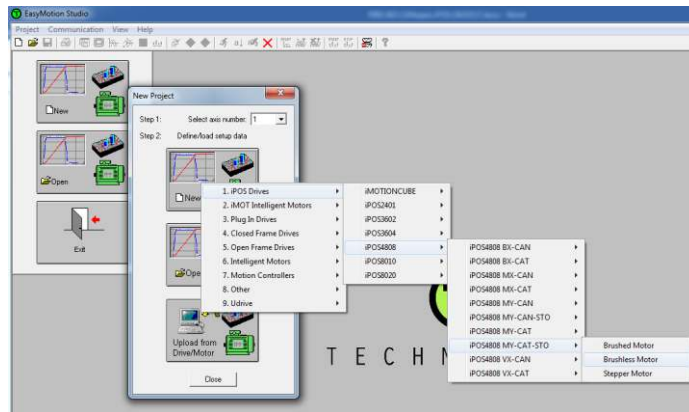 EasyMotion Studio
Project Communication View Help
New
Open
Exit
New Project
Step 1: Select axis number: 1
Step 2: Define/load setup data
New
Open
Upload from
Drive/Motor
Close
1. iPOS Drives
2. iMOT Intelligent Motors
3. Plug In Drives
4. Closed Frame Drives
5. Open Frame Drives
6. Intelligent Motors
7. Motion Controllers
8. Other
9. Udrive
iMOTIONCUBE
iPOS2401
iPOS3602
iPOS3604
iPOS4808
iPOS8010
iPOS8020
iPOS4808 BX-CAN
iPOS4808 BX-CAT
iPOS4808 MX-CAN
iPOS4808 MX-CAT
iPOS4808 MY-CAN
iPOS4808 MY-CAN-STO
iPOS4808 MY-CAT
iPOS4808 MY-CAT-STO
iPOS4808 VX-CAN
iPOS4808 VX-CAT
Brushed Motor
Brushless Motor
Stepper Motor
T E C H